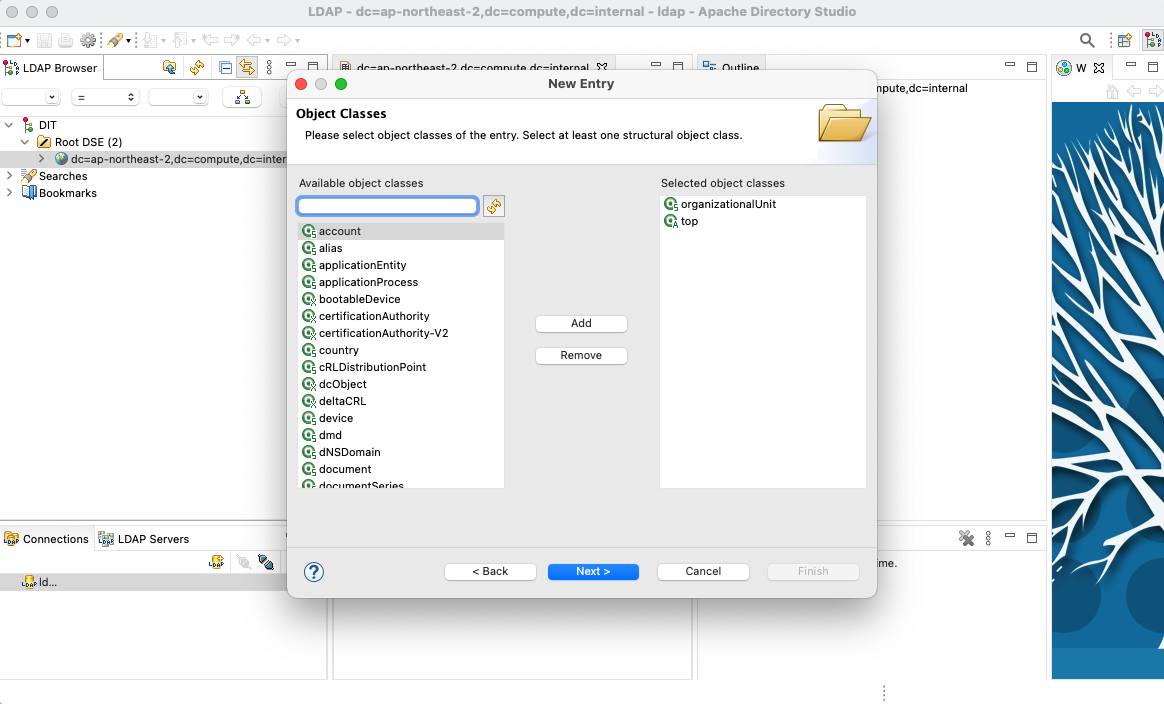 LDAP - dc=ap-northeast-2,dc=compute,dc=internal - ldap - Apache Directory Studio
LDAP Browser
dc=ap-northeast-2,dc=compute,dc=internal
Outline
W
=
mpute,dc=internal
DIT
Root DSE (2)
dc=ap-northeast-2,dc=compute,dc=inter
Searches
Bookmarks
New Entry
Object Classes
Please select object classes of the entry. Select at least one structural object class.
Available object classes
Selected object classes
account
alias
applicationEntity
applicationProcess
bootableDevice
certificationAuthority
certificationAuthority-V2
country
cRLDistributionPoint
dcObject
deltaCRL
device
dmd
dNSDomain
document
documentSeries
Add
Remove
organizationalUnit
top
< Back
Next >
Cancel
Finish
Connections
LDAP Servers
ld...
me.